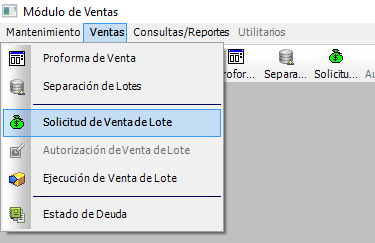 Módulo de Ventas
Mantenimiento Ventas Consultas/Reportes Utilitarios
Proforma de Venta
Separación de Lotes
Solicitud de Venta de Lote
Autorización de Venta de Lote
Ejecución de Venta de Lote
Estado de Deuda
Profor... Separa... Solicitu... Au